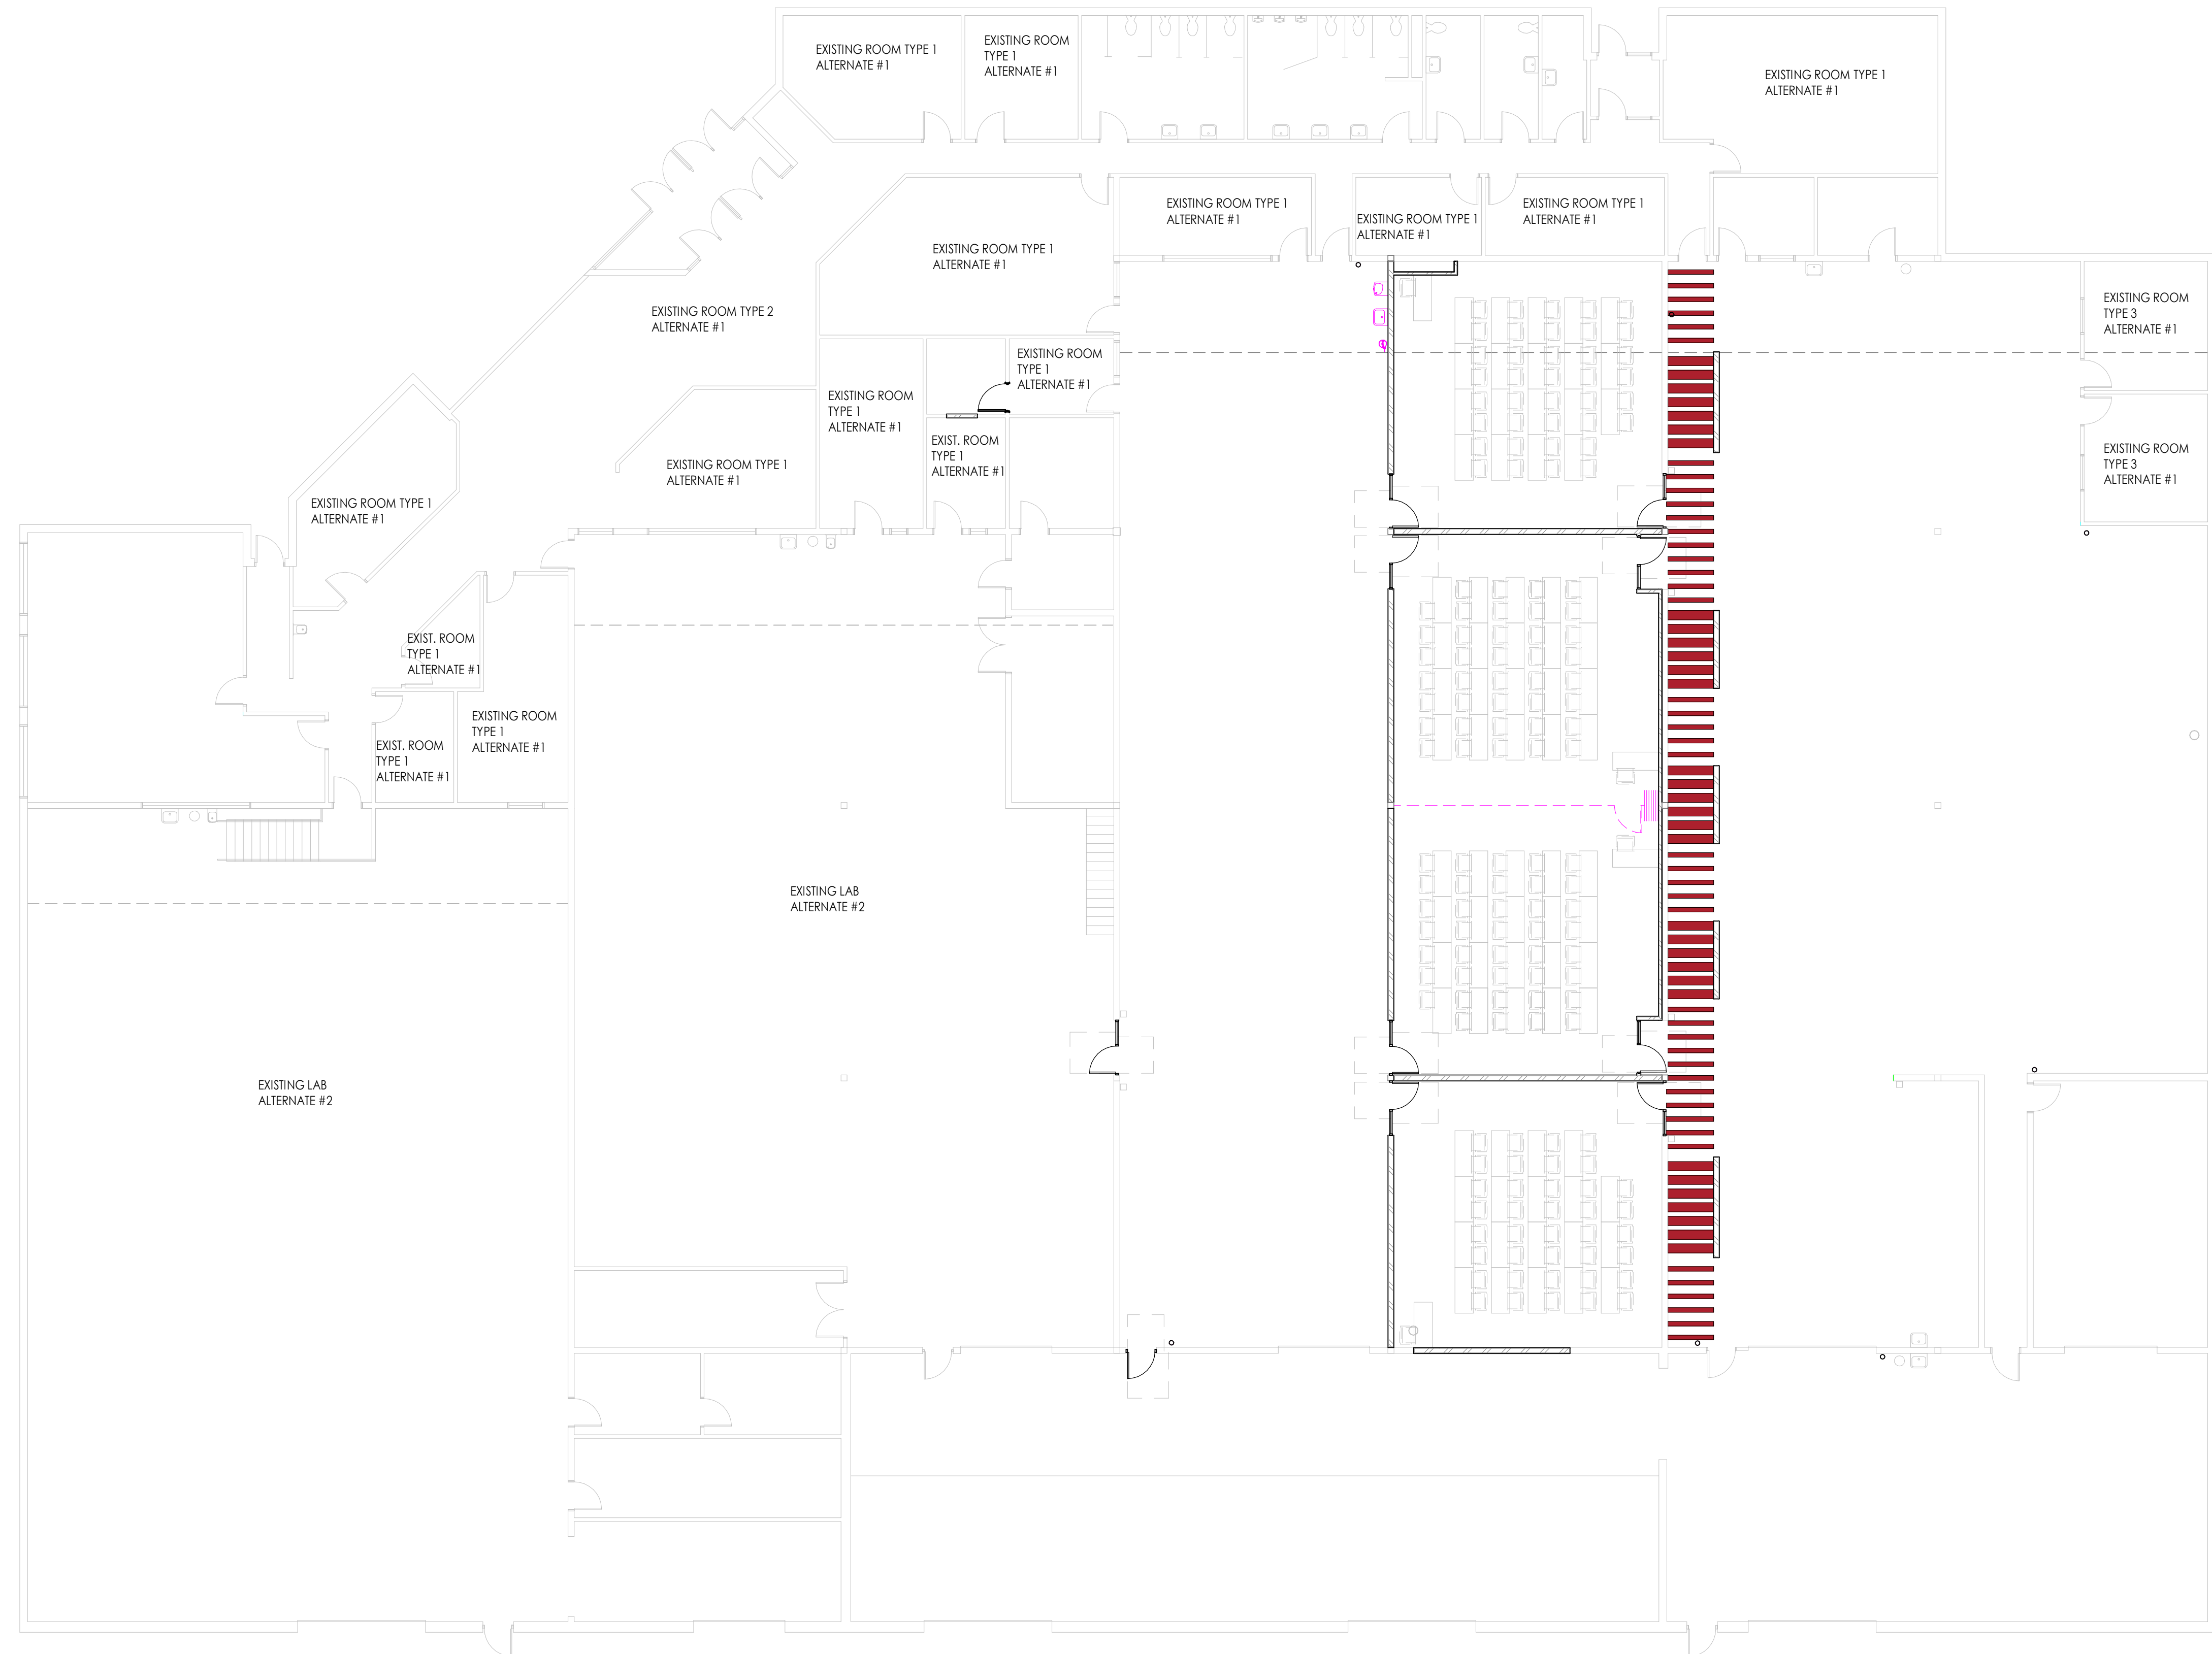 EXISTING ROOM TYPE 1
ALTERNATE #1
EXISTING ROOM
TYPE 1
ALTERNATE #1
EXISTING ROOM TYPE 1
ALTERNATE #1
EXISTING ROOM TYPE 1
ALTERNATE #1
EXISTING ROOM TYPE 1
ALTERNATE #1
EXISTING ROOM TYPE 1
ALTERNATE #1
EXISTING ROOM TYPE 1
ALTERNATE #1
EXISTING ROOM TYPE 2
ALTERNATE #1
EXISTING ROOM
TYPE 3
ALTERNATE #1
EXISTING ROOM
TYPE 1
ALTERNATE #1
EXISTING ROOM
TYPE 1
ALTERNATE #1
EXIST. ROOM
TYPE 1
ALTERNATE #1
EXISTING ROOM
TYPE 3
ALTERNATE #1
EXISTING ROOM TYPE 1
ALTERNATE #1
EXISTING ROOM TYPE 1
ALTERNATE #1
EXIST. ROOM
TYPE 1
ALTERNATE #1
EXISTING ROOM
TYPE 1
ALTERNATE #1
EXIST. ROOM
TYPE 1
ALTERNATE #1
EXISTING LAB
ALTERNATE #2
EXISTING LAB
ALTERNATE #2